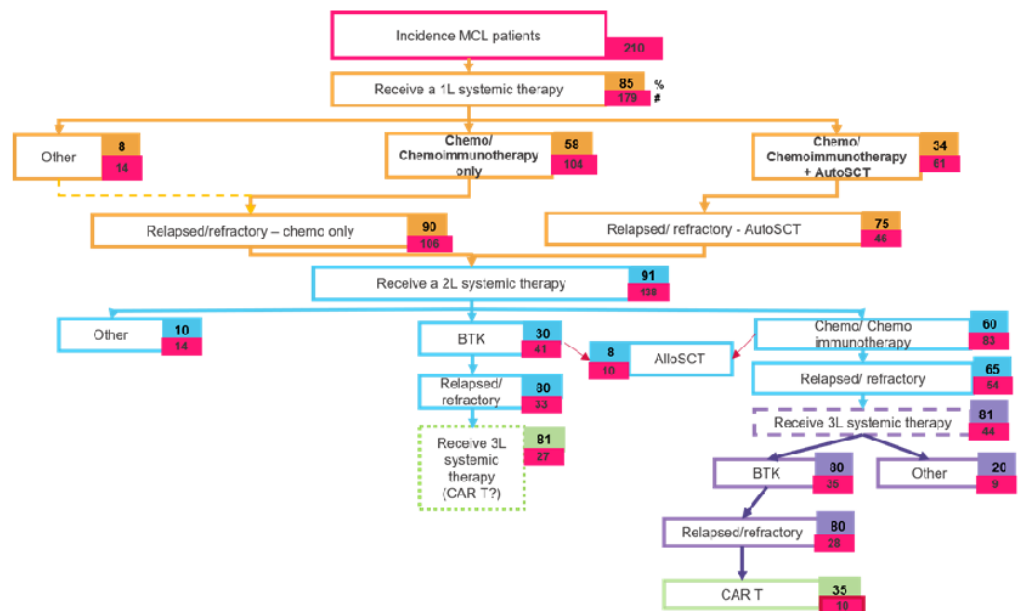 Incidence MCL patients
210
Receive a 1L systemic therapy
85
%
179
#
Other
8
14
Chemo/
Chemoimmunotherapy
only
58
104
Chemo/
Chemoimmunotherapy
+ AutoSCT
34
61
Relapsed/refractory – chemo only
90
106
Relapsed/ refractory - AutoSCT
75
46
Receive a 2L systemic therapy
91
138
Other
10
14
BTK
30
41
8
10
AlloSCT
Chemo/ Chemo
immunotherapy
60
83
Relapsed/
refractory
80
33
Relapsed/ refractory
65
54
Receive 3L
systemic
therapy
(CAR T?)
81
27
Receive 3L systemic therapy
81
44
BTK
80
35
Other
20
9
Relapsed/refractory
80
28
CAR T
35
10